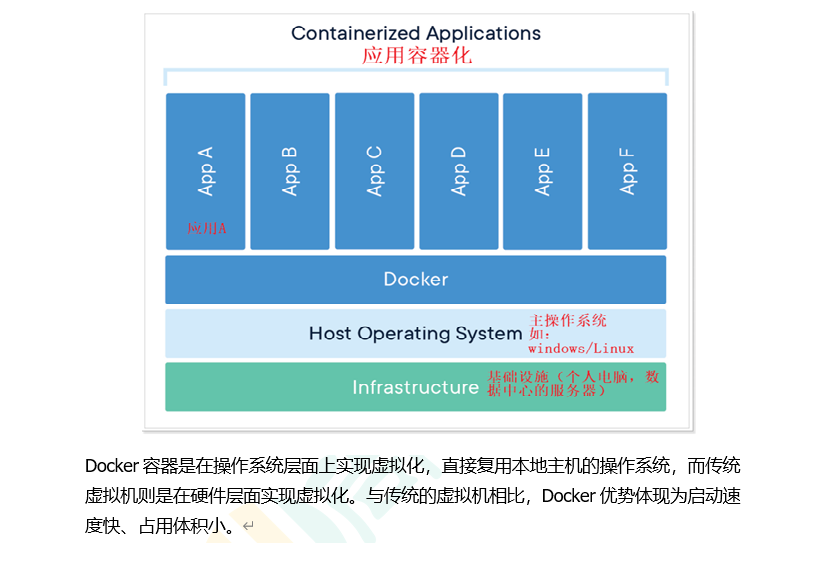 Containerized Applications
应用容器化
App A
App B
App C
App D
App E
App F
应用A
Docker
Host Operating System
主操作系统
如：
windows/Linux
Infrastructure
基础设施（个人电脑，数
据中心的服务器）
Docker 容器是在操作系统层面上实现虚拟化，直接复用本地主机的操作系统，而传统
虚拟机则是在硬件层面实现虚拟化。与传统的虚拟机相比，Docker 优势体现为启动速
度快、占用体积小。